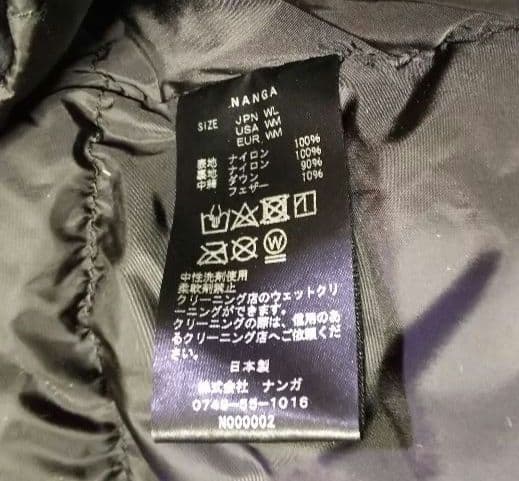 NANGA
SIZE JPN WL
USA WM
EUR WM
表地 ナイロン 100%
裏地 ナイロン 100%
中綿 ダウン 90%
フェザー 10%
W
中性洗剤使用
柔軟剤禁止
クリーニング店のウェットクリ
ーニングができます。
クリーニングの際は、信用のあ
るクリーニング店へご依頼くださ
い。
日本製
株式会社 ナンガ
0748-55-1016
N000002